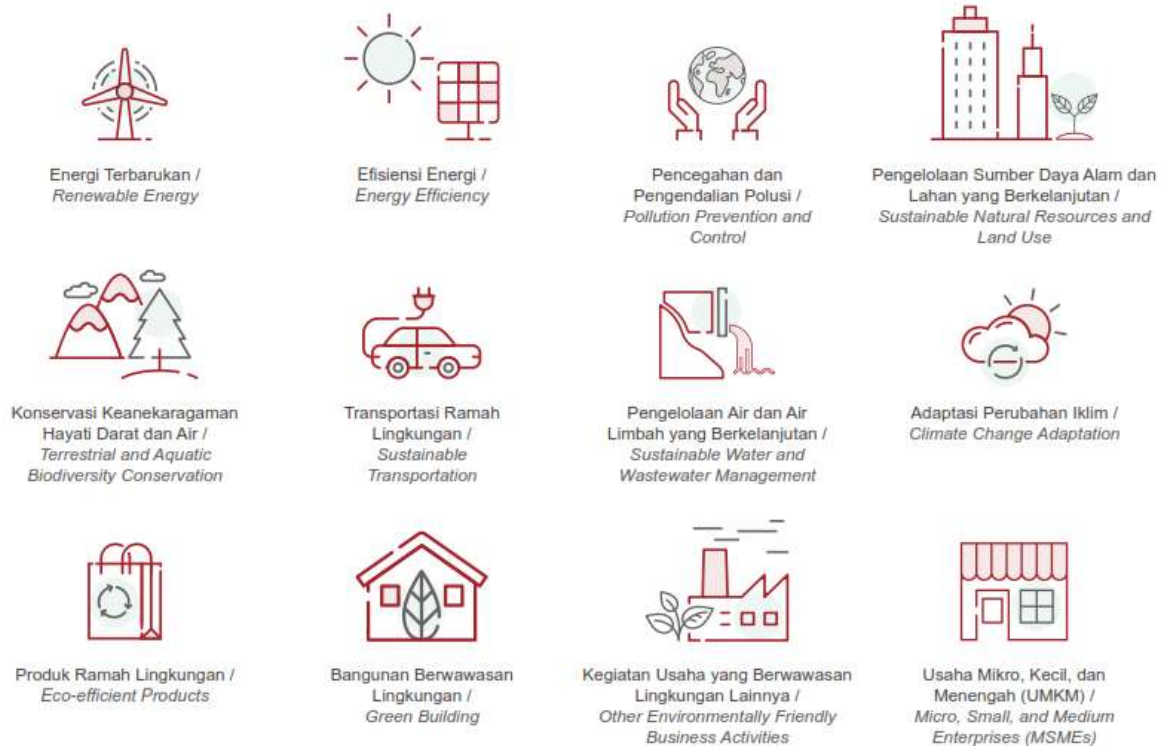 Energi Terbarukan /
Renewable Energy
Efisiensi Energi /
Energy Efficiency
Pencegahan dan
Pengendalian Polusi /
Pollution Prevention and
Control
Pengelolaan Sumber Daya Alam dan
Lahan yang Berkelanjutan /
Sustainable Natural Resources and
Land Use
Konservasi Keanekaragaman
Hayati Darat dan Air /
Terrestrial and Aquatic
Biodiversity Conservation
Transportasi Ramah
Lingkungan /
Sustainable
Transportation
Pengelolaan Air dan Air
Limbah yang Berkelanjutan /
Sustainable Water and
Wastewater Management
Adaptasi Perubahan Iklim /
Climate Change Adaptation
Produk Ramah Lingkungan /
Eco-efficient Products
Bangunan Berwawasan
Lingkungan /
Green Building
Kegiatan Usaha yang Berwawasan
Lingkungan Lainnya /
Other Environmentally Friendly
Business Activities
Usaha Mikro, Kecil, dan
Menengah (UMKM) /
Micro, Small, and Medium
Enterprises (MSMEs)